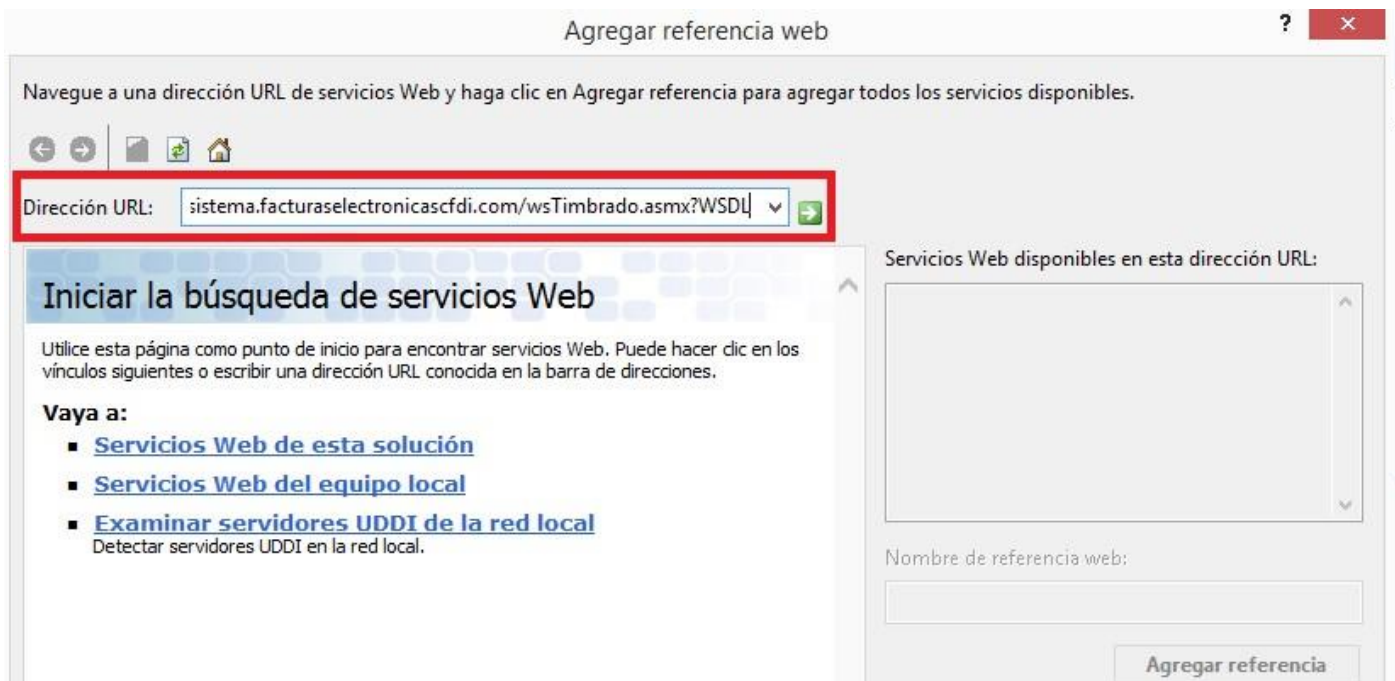 Agregar referencia web
?
Navegue a una dirección URL de servicios Web y haga clic en Agregar referencia para agregar todos los servicios disponibles.
Dirección URL: sistema.facturaselectronicascfdi.com/wsTimbrado.asmx?WSDL
Iniciar la búsqueda de servicios Web
Utilice esta página como punto de inicio para encontrar servicios Web. Puede hacer clic en los
vínculos siguientes o escribir una dirección URL conocida en la barra de direcciones.
Vaya a:
Servicios Web de esta solución
Servicios Web del equipo local
Examinar servidores UDDI de la red local
Detectar servidores UDDI en la red local.
Servicios Web disponibles en esta dirección URL:
Nombre de referencia web:
Agregar referencia